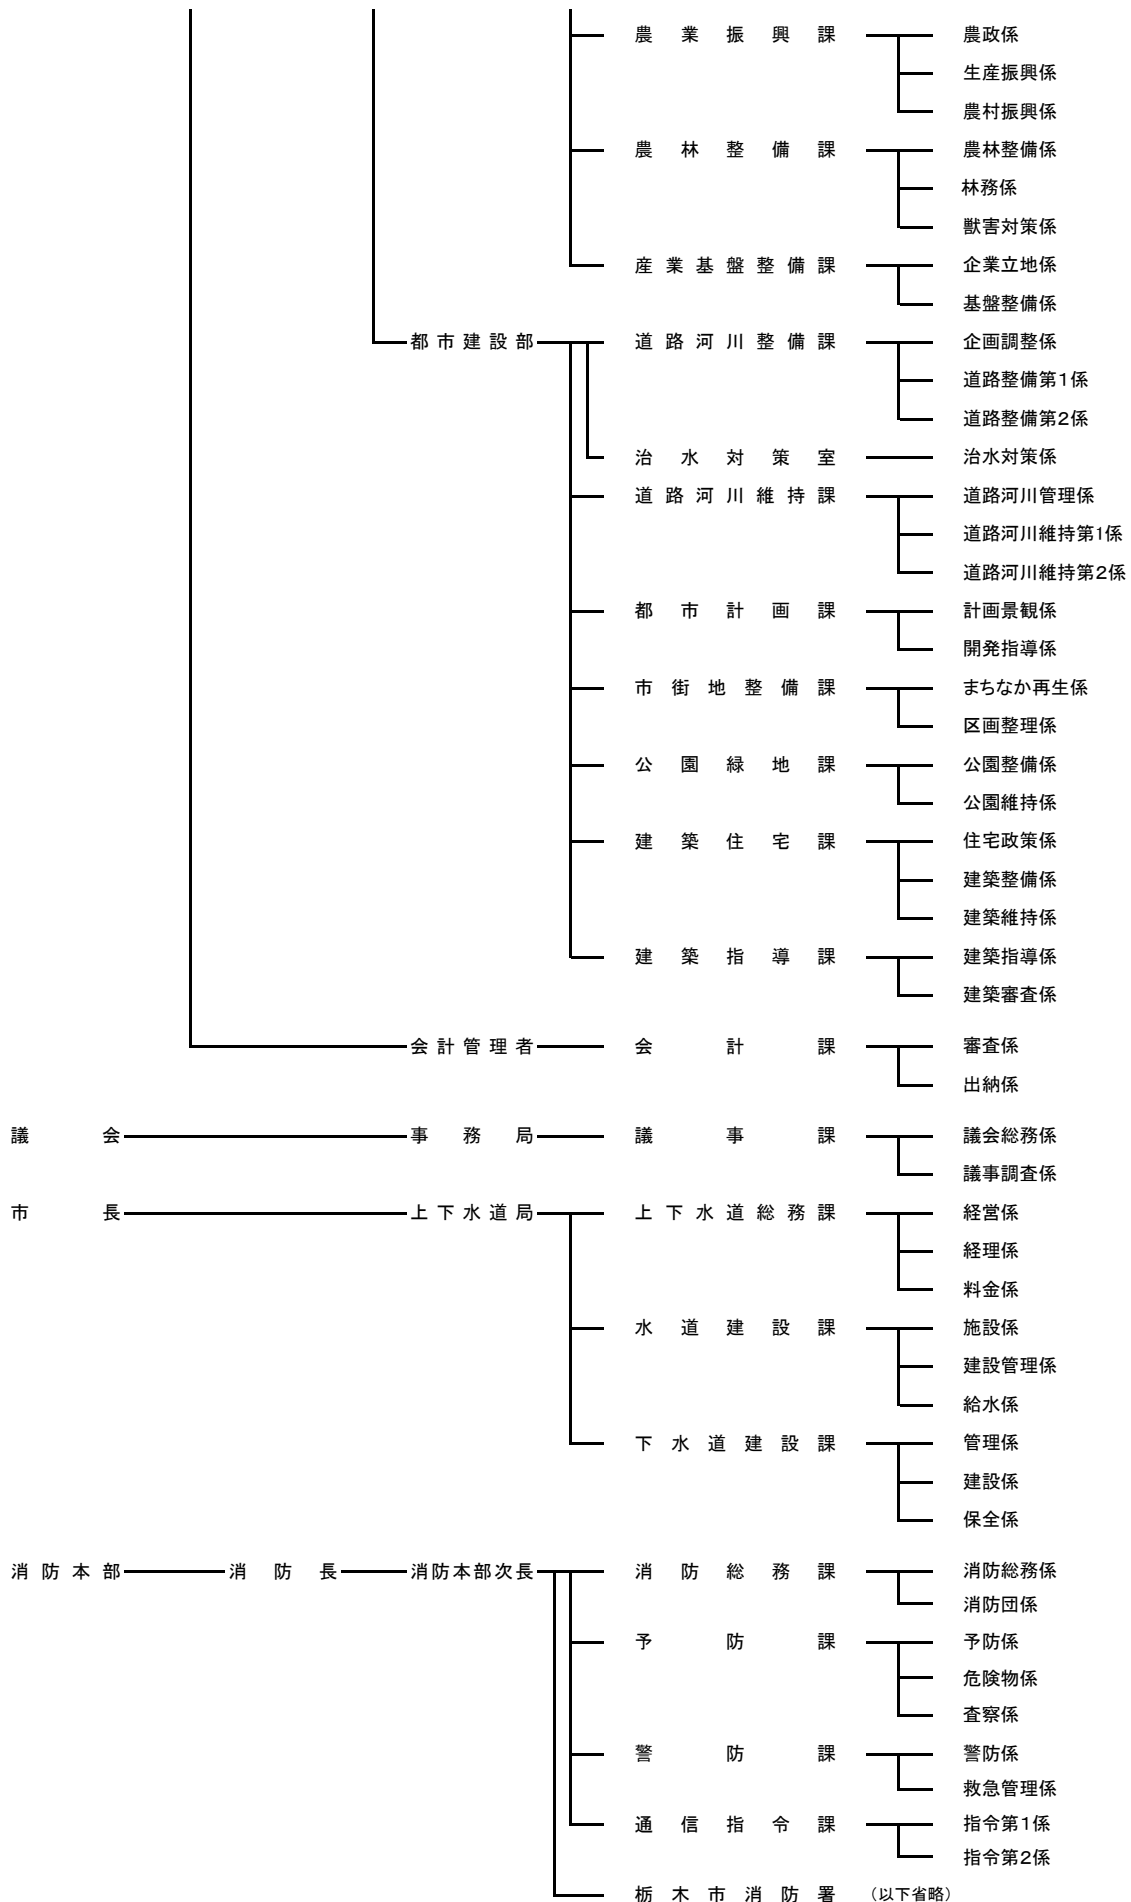 農業振興課 農政係
生産振興係
農村振興係
農林整備課 農林整備係
林務係
獣害対策係
産業基盤整備課 企業立地係
基盤整備係
都市建設部 道路河川整備課 企画調整係
道路整備第1係
道路整備第2係
治水対策室 治水対策係
道路河川維持課 道路河川管理係
道路河川維持第1係
道路河川維持第2係
都市計画課 計画景観係
開発指導係
市街地整備課 まちなか再生係
区画整理係
公園緑地課 公園整備係
公園維持係
建築住宅課 住宅政策係
建築整備係
建築維持係
建築指導課 建築指導係
建築審査係
会計管理者 会計課 審査係
出納係
議会 事務局 議事課 議会総務係
議事調査係
市長 上下水道局 上下水道総務課 経営係
経理係
料金係
水道建設課 施設係
建設管理係
給水係
下水道建設課 管理係
建設係
保全係
消防本部 消防長 消防本部次長 消防総務課 消防総務係
消防団係
予防課 予防係
危険物係
査察係
警防課 警防係
救急管理係
通信指令課 指令第1係
指令第2係
栃木市消防署 (以下省略)